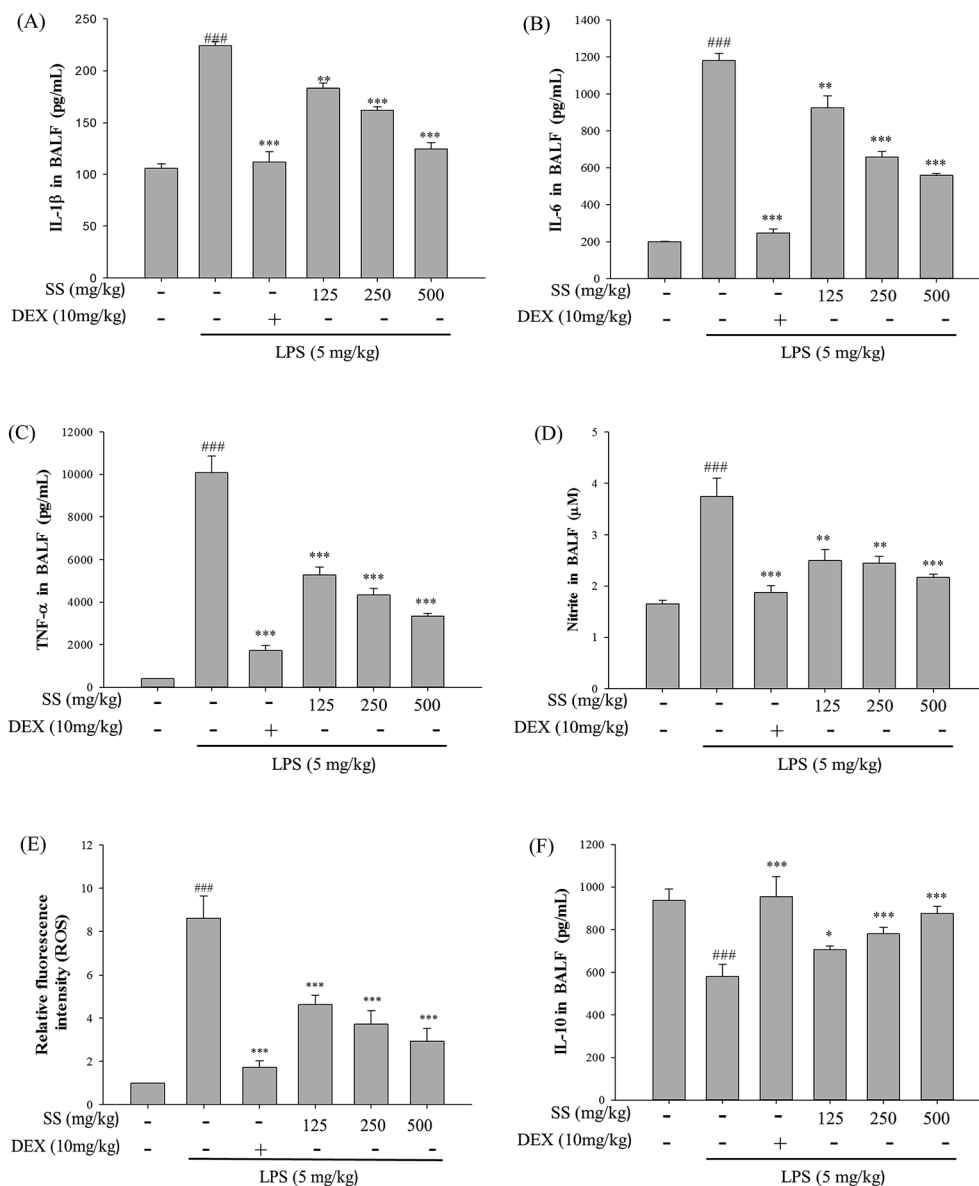 (A)
IL-1β in BALF (pg/mL)
250
200
150
100
50
0
###
***
**
***
***
SS (mg/kg) - - - 125 250 500
DEX (10mg/kg) - - + - - -
LPS (5 mg/kg)
(B)
IL-6 in BALF (pg/mL)
1400
1200
1000
800
600
400
200
0
###
***
**
***
***
SS (mg/kg) - - - 125 250 500
DEX (10mg/kg) - - + - - -
LPS (5 mg/kg)
(C)
TNF-α in BALF (pg/mL)
12000
10000
8000
6000
4000
2000
0
###
***
***
***
***
SS (mg/kg) - - - 125 250 500
DEX (10mg/kg) - - + - - -
LPS (5 mg/kg)
(D)
Nitrite in BALF (µM)
5
4
3
2
1
0
###
***
**
**
***
SS (mg/kg) - - - 125 250 500
DEX (10mg/kg) - - + - - -
LPS (5 mg/kg)
(E)
Relative fluorescence
intensity (ROS)
12
10
8
6
4
2
0
###
***
***
***
***
SS (mg/kg) - - - 125 250 500
DEX (10mg/kg) - - + - - -
LPS (5 mg/kg)
(F)
IL-10 in BALF (pg/mL)
1200
1000
800
600
400
200
0
###
***
*
***
***
SS (mg/kg) - - - 125 250 500
DEX (10mg/kg) - - + - - -
LPS (5 mg/kg)